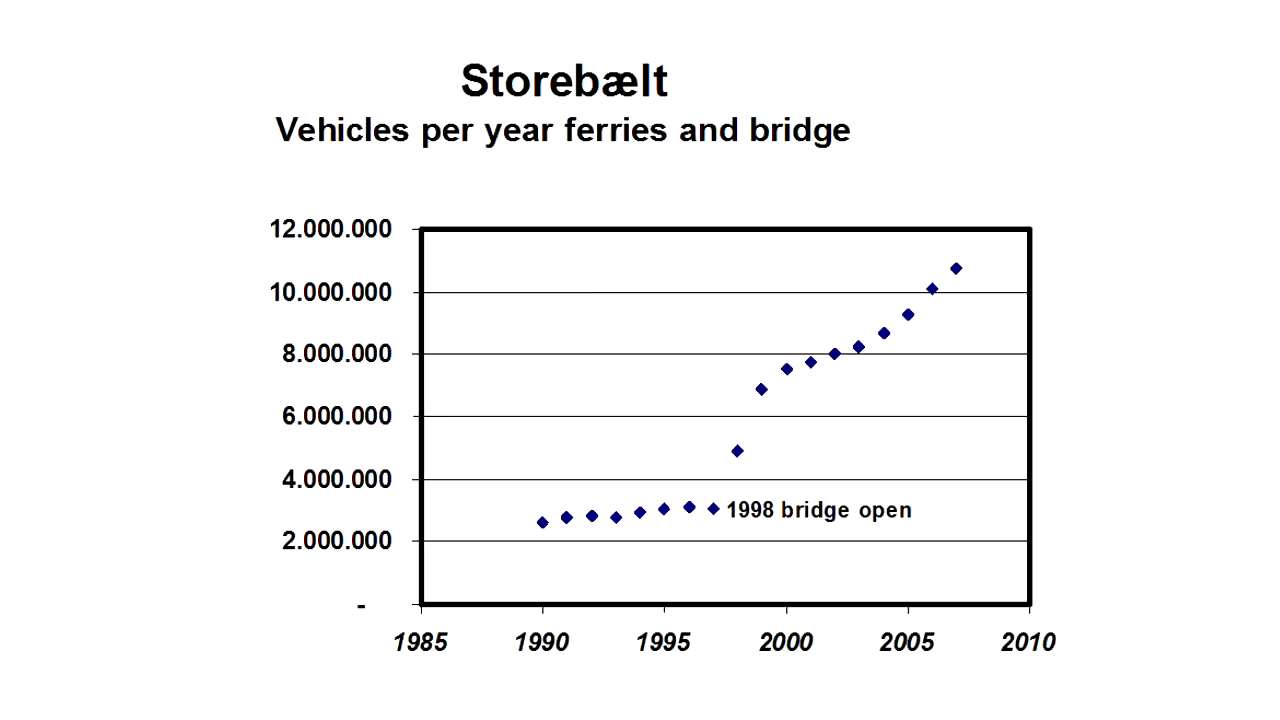 Storebælt
Vehicles per year ferries and bridge
12.000.000
10.000.000
8.000.000
6.000.000
4.000.000
1998 bridge open
2.000.000
-
1985 1990 1995 2000 2005 2010